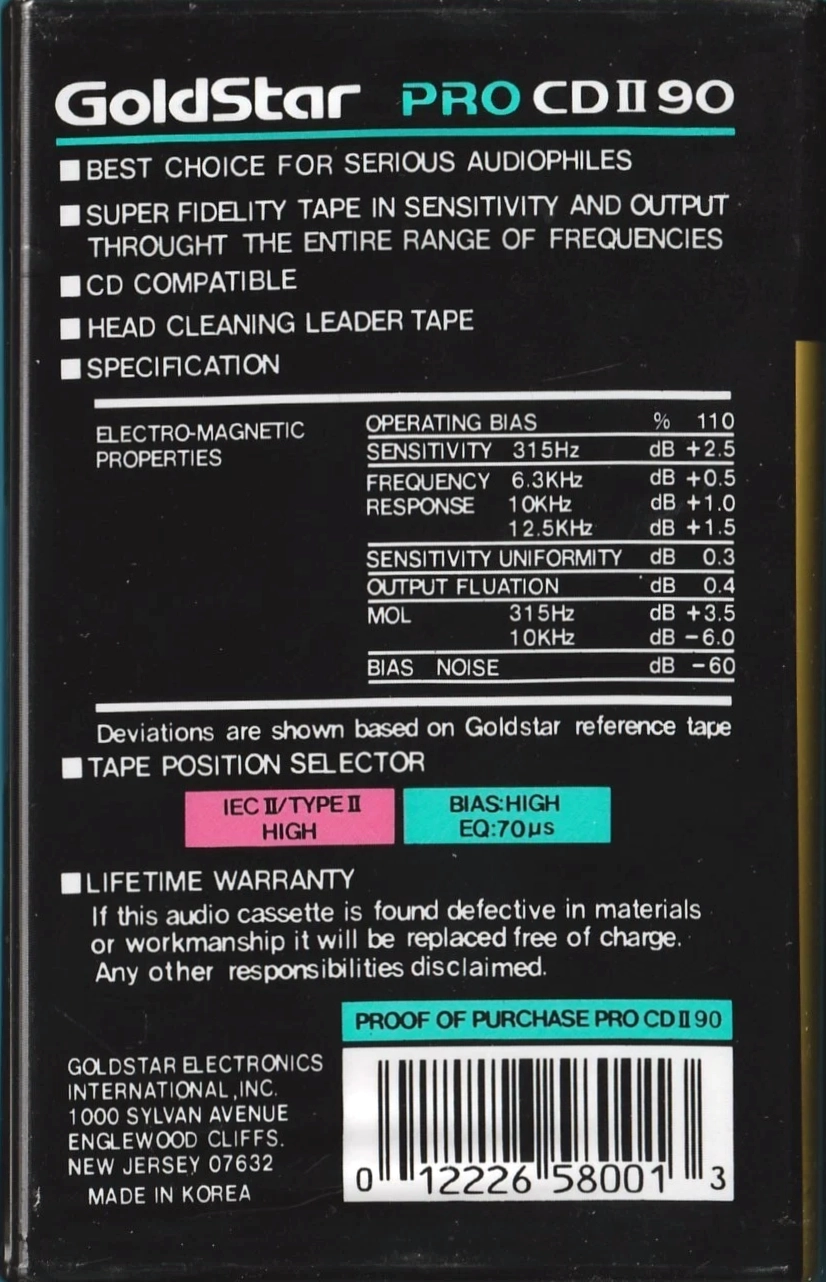 GoldStar PRO CDII90
■ BEST CHOICE FOR SERIOUS AUDIOPHILES
■ SUPER FIDELITY TAPE IN SENSITIVITY AND OUTPUT
THROUGHT THE ENTIRE RANGE OF FREQUENCIES
■ CD COMPATIBLE
■ HEAD CLEANING LEADER TAPE
■ SPECIFICATION
ELECTRO-MAGNETIC
PROPERTIES
OPERATING BIAS % 110
SENSITIVITY 315Hz dB +2.5
FREQUENCY 6.3KHz dB +0.5
RESPONSE 10KHz dB +1.0
12.5KHz dB +1.5
SENSITIVITY UNIFORMITY dB 0.3
OUTPUT FLUATION dB 0.4
MOL 315Hz dB +3.5
10KHz dB -6.0
BIAS NOISE dB -60
Deviations are shown based on Goldstar reference tape
■ TAPE POSITION SELECTOR
IEC II/TYPE II
HIGH
BIAS:HIGH
EQ:70µs
■ LIFETIME WARRANTY
If this audio cassette is found defective in materials
or workmanship it will be replaced free of charge.
Any other responsibilities disclaimed.
PROOF OF PURCHASE PRO CDII90
GOLDSTAR ELECTRONICS
INTERNATIONAL,INC.
1000 SYLVAN AVENUE
ENGLEWOOD CLIFFS.
NEW JERSEY 07632
MADE IN KOREA
0 12226 58001 3